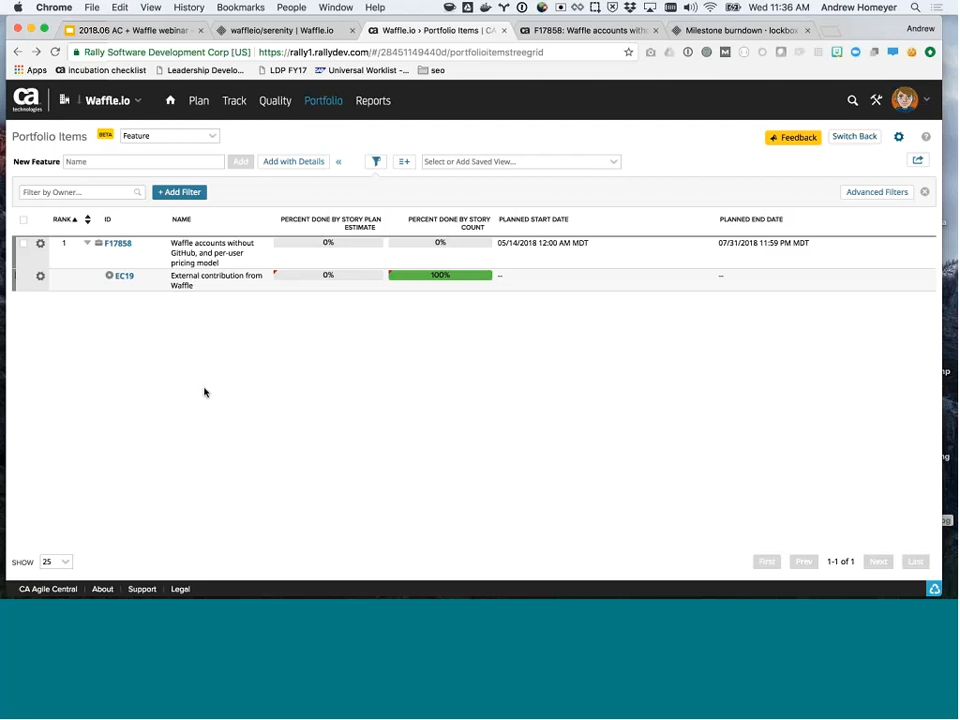 Chrome File Edit View History Bookmarks People Window Help Wed 11:36 AM Andrew Homeyer
2018.06 AC + Waffle webinar waffleio/serenity | Waffle.io Waffle.io › Portfolio Items | CA F17858: Waffle accounts with Milestone burndown · lockbox Andrew
Rally Software Development Corp [US] https://rally1.rallydev.com/#/28451149440d/portfolioitemstreegrid
Apps Incubation checklist Leadership Develo... LDP FY17 Universal Worklist -... seo
ca technologies Waffle.io Plan Track Quality Portfolio Reports
Portfolio Items BETA Feature Feedback Switch Back
New Feature Name Add Add with Details « Select or Add Saved View...
Filter by Owner... + Add Filter Advanced Filters
RANK ID NAME PERCENT DONE BY STORY PLAN ESTIMATE PERCENT DONE BY STORY COUNT PLANNED START DATE PLANNED END DATE
1 F17858 Waffle accounts without GitHub, and per-user pricing model 0% 0% 05/14/2018 12:00 AM MDT 07/31/2018 11:59 PM MDT
EC19 External contribution from Waffle 0% 100% -- --
SHOW 25 First Prev 1-1 of 1 Next Last
CA Agile Central About Support Legal